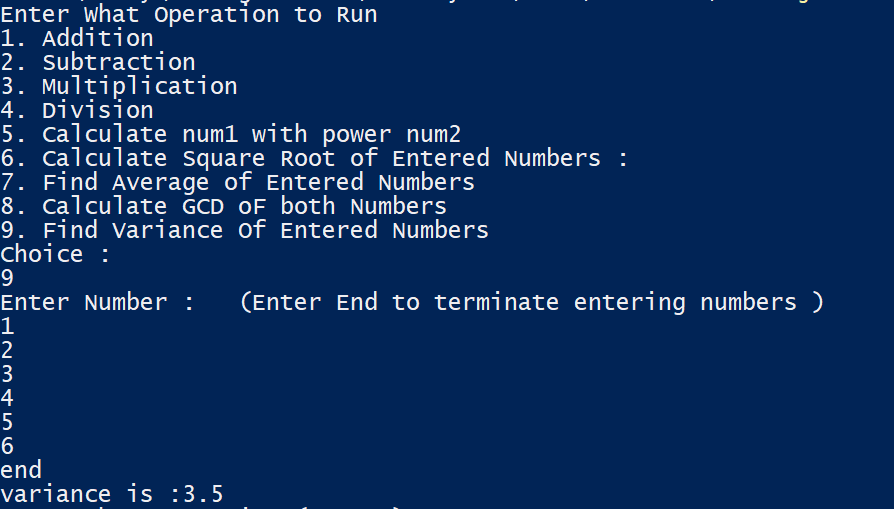 Enter What Operation to Run
1. Addition
2. Subtraction
3. Multiplication
4. Division
5. Calculate num1 with power num2
6. Calculate Square Root of Entered Numbers :
7. Find Average of Entered Numbers
8. Calculate GCD oF both Numbers
9. Find Variance Of Entered Numbers
Choice :
9
Enter Number :   (Enter End to terminate entering numbers )
1
2
3
4
5
6
end
variance is :3.5